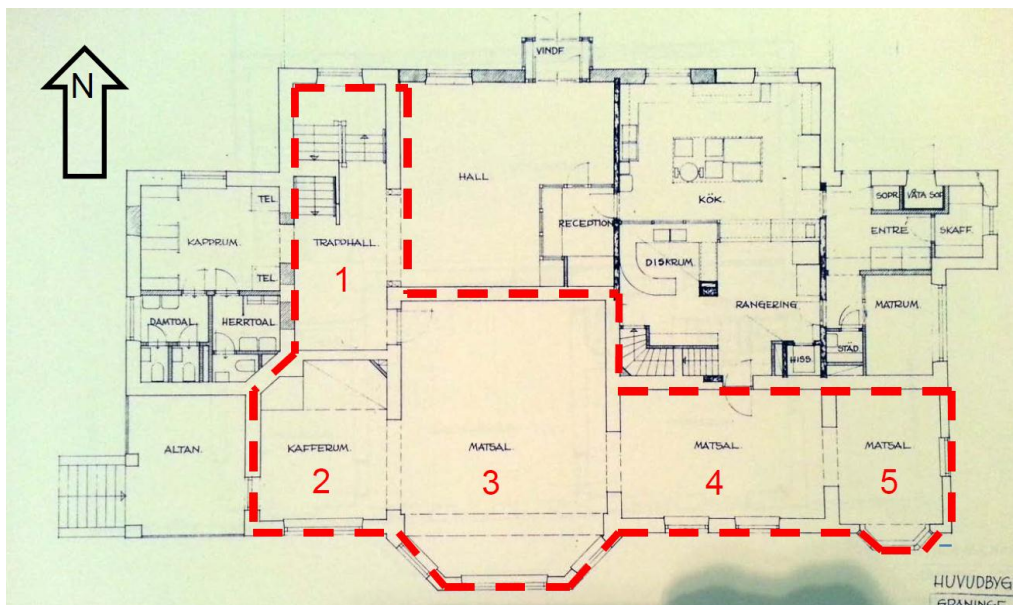 N
VINDF
HALL
RECEPTION
KÖK.
SOPR.
VÅTA SOP
ENTRE
SKAFF.
TEL
KAPPRUM.
TEL
TRAPPHALL
1
DISKRUM.
RANGERING
MATRUM.
DAMTOAL
HERRTOAL
STÄD
HISS
ALTAN.
KAFFERUM.
2
MATSAL
3
MATSAL
4
MATSAL
5
HUVUDBYG
GRANINGE